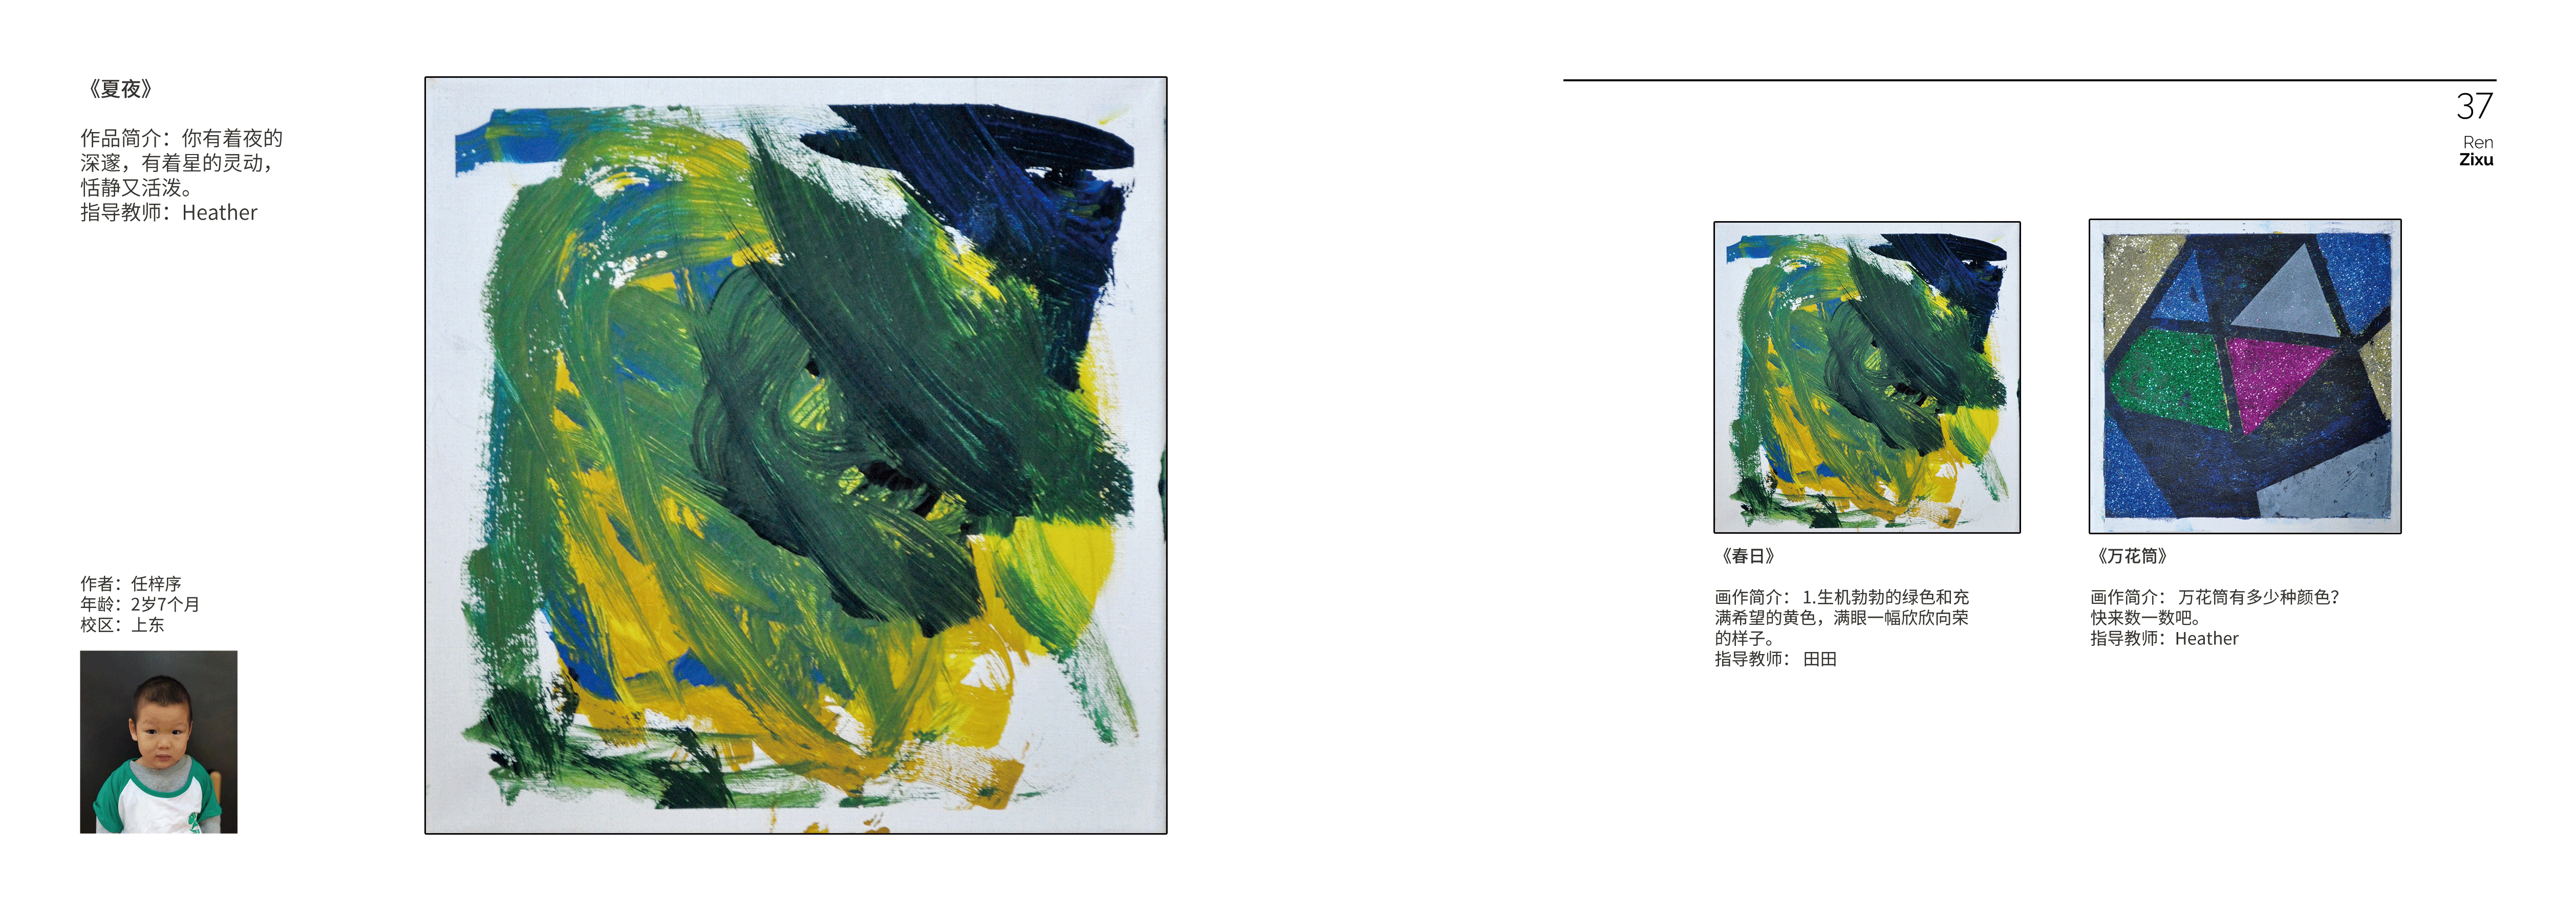 《夏夜》
作品简介：你有着夜的
深邃，有着星的灵动，
恬静又活泼。
指导教师：Heather
作者：任梓序
年龄：2岁7个月
校区：上东
37
Ren
Zixu
《春日》
画作简介： 1.生机勃勃的绿色和充
满希望的黄色，满眼一幅欣欣向荣
的样子。
指导教师： 田田
《万花筒》
画作简介： 万花筒有多少种颜色？
快来数一数吧。
指导教师：Heather